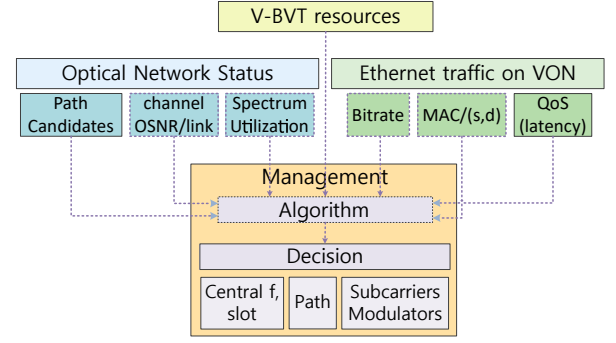 V-BVT resources
Optical Network Status
Ethernet traffic on VON
Path
Candidates
channel
OSNR/link
Spectrum
Utilization
Bitrate
MAC/(s,d)
QoS
(latency)
Management
Algorithm
Decision
Central f,
slot
Path
Subcarriers
Modulators